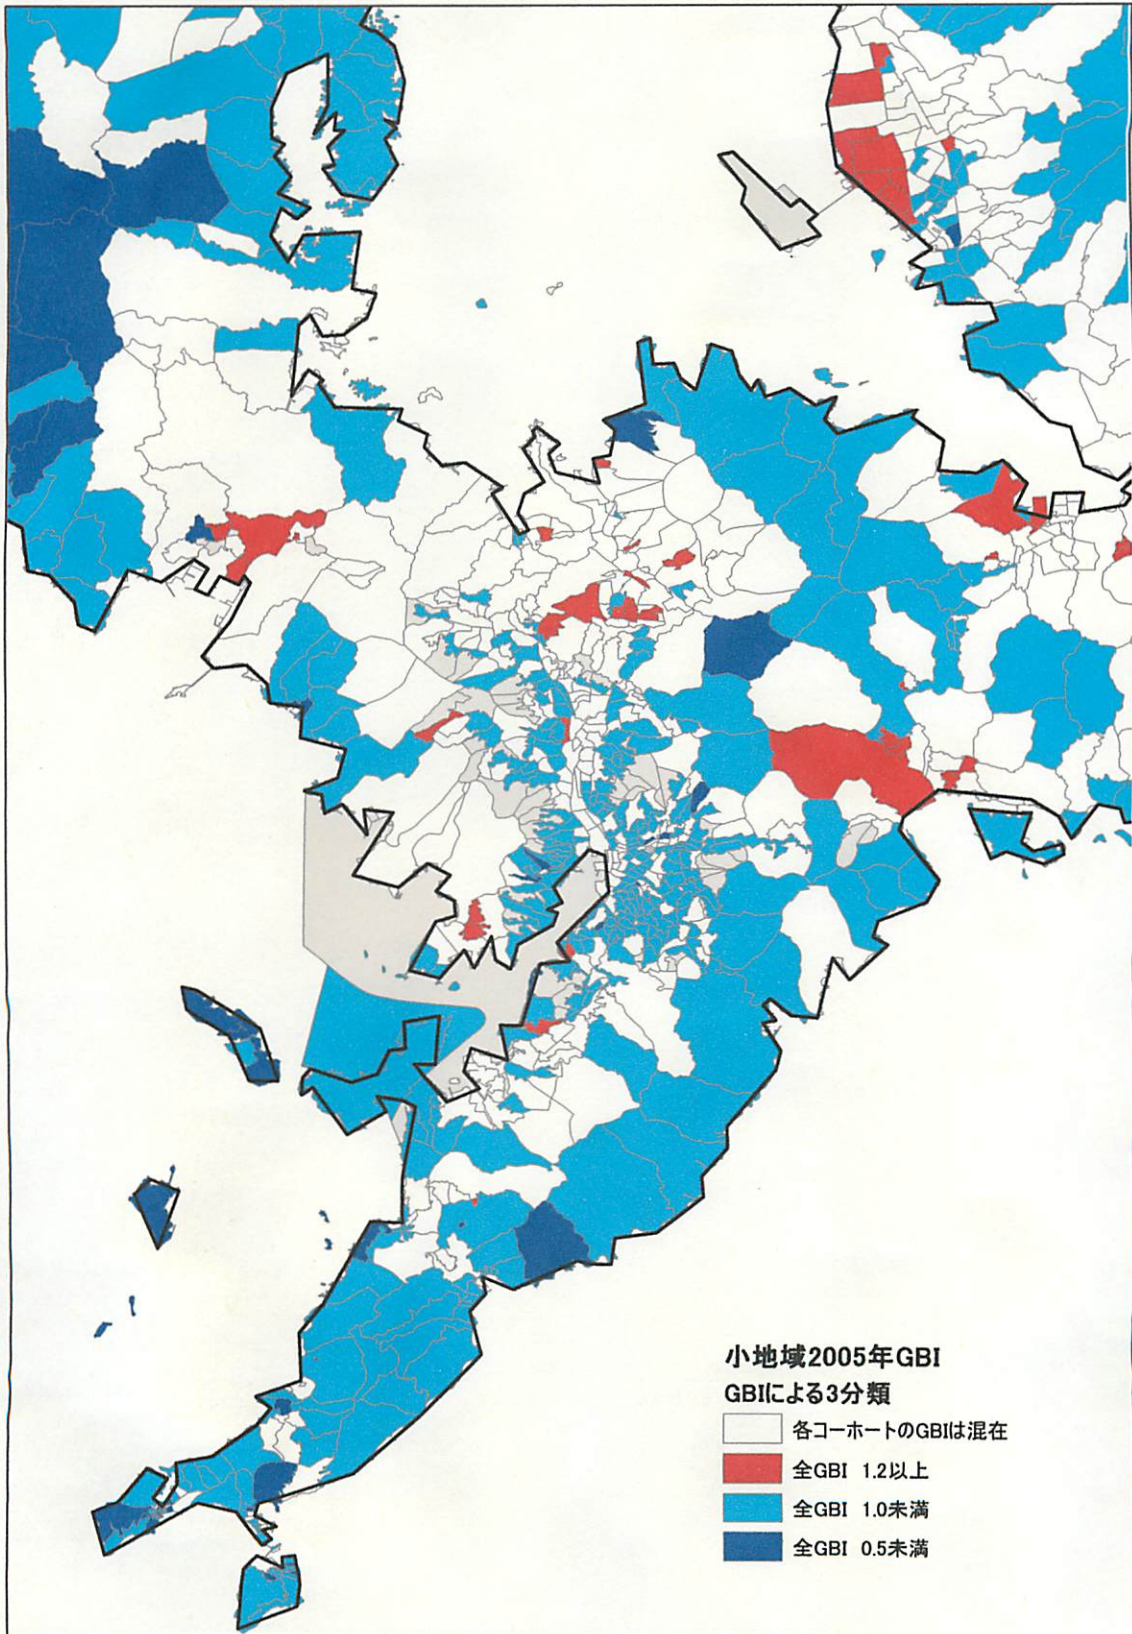 小地域2005年GBI
GBIによる3分類
各コーホートのGBIは混在
全GBI 1.2以上
全GBI 1.0未満
全GBI 0.5未満